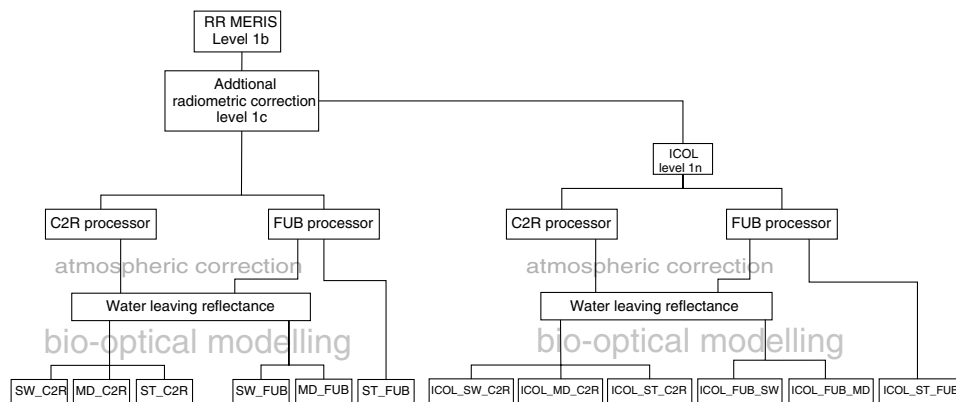 RR MERIS
Level 1b
Addtional
radiometric correction
level 1c
ICOL
level 1n
C2R processor
FUB processor
C2R processor
FUB processor
atmospheric correction
atmospheric correction
Water leaving reflectance
Water leaving reflectance
bio-optical modelling
bio-optical modelling
SW_C2R
MD_C2R
ST_C2R
SW_FUB
MD_FUB
ST_FUB
ICOL_SW_C2R
ICOL_MD_C2R
ICOL_ST_C2R
ICOL_FUB_SW
ICOL_FUB_MD
ICOL_ST_FUB